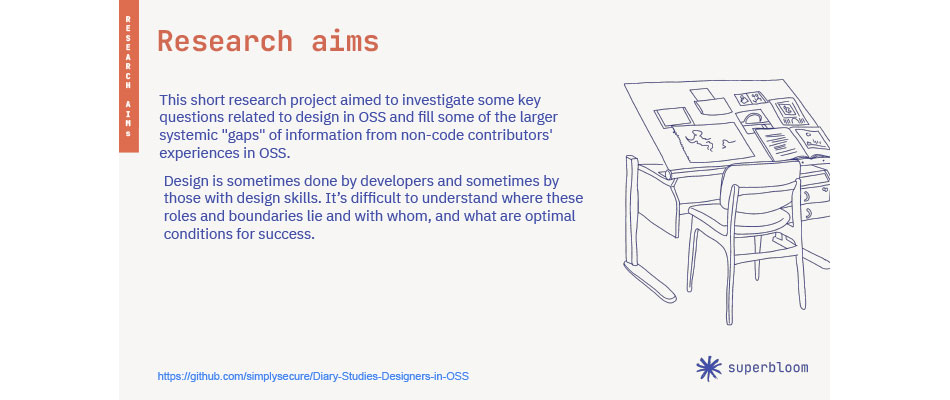 RESEARCH AIMs
Research aims
This short research project aimed to investigate some key
questions related to design in OSS and fill some of the larger
systemic "gaps" of information from non-code contributors'
experiences in OSS.
Design is sometimes done by developers and sometimes by
those with design skills. It’s difficult to understand where these
roles and boundaries lie and with whom, and what are optimal
conditions for success.
https://github.com/simplysecure/Diary-Studies-Designers-in-OSS
superbloom